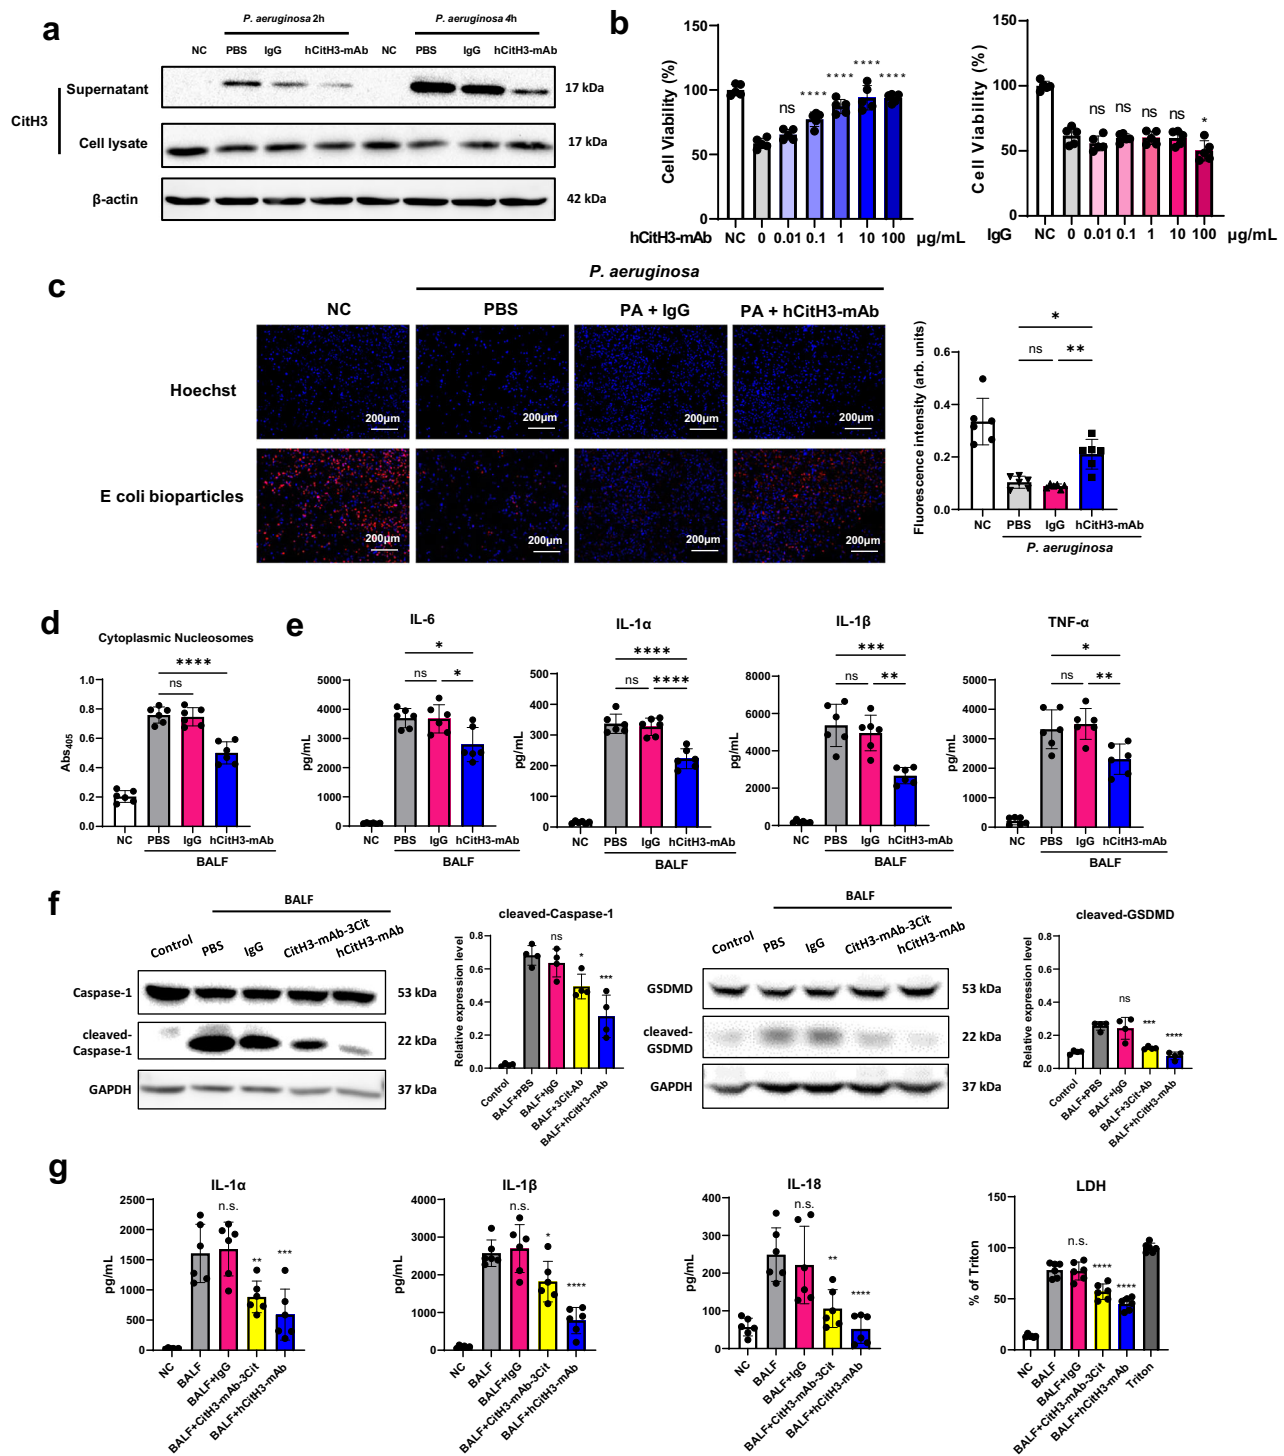 a
P. aeruginosa 2h
P. aeruginosa 4h
NC PBS IgG hCitH3-mAb NC PBS IgG hCitH3-mAb
CitH3
Supernatant 17 kDa
Cell lysate 17 kDa
β-actin 42 kDa
b
Cell Viability (%)
150
100
50
0
ns **** **** **** ****
hCitH3-mAb NC 0 0.01 0.1 1 10 100 μg/mL
Cell Viability (%)
150
100
50
0
ns ns ns ns *
IgG NC 0 0.01 0.1 1 10 100 μg/mL
c
P. aeruginosa
NC PBS PA + IgG PA + hCitH3-mAb
Hoechst
200μm 200μm 200μm 200μm
E coli bioparticles
200μm 200μm 200μm 200μm
Fluorescence intensity (arb. units)
0.6
0.4
0.2
0.0
*
ns **
NC PBS IgG hCitH3-mAb
P. aeruginosa
d
Cytoplasmic Nucleosomes
Abs405
1.0
0.8
0.6
0.4
0.2
0.0
****
ns
NC PBS IgG hCitH3-mAb
BALF
e
IL-6
pg/mL
5000
4000
3000
2000
1000
0
*
ns *
NC PBS IgG hCitH3-mAb
BALF
IL-1α
pg/mL
500
400
300
200
100
0
****
ns ****
NC PBS IgG hCitH3-mAb
BALF
IL-1β
pg/mL
8000
6000
4000
2000
0
***
ns **
NC PBS IgG hCitH3-mAb
BALF
TNF-α
pg/mL
5000
4000
3000
2000
1000
0
*
ns **
NC PBS IgG hCitH3-mAb
BALF
f
BALF
Control PBS IgG CitH3-mAb-3Cit hCitH3-mAb
Caspase-1 53 kDa
cleaved-
Caspase-1 22 kDa
GAPDH 37 kDa
cleaved-Caspase-1
Relative expression level
0.8
0.6
0.4
0.2
0.0
ns * ***
Control BALF+PBS BALF+IgG BALF+3Cit-Ab BALF+hCitH3-mAb
BALF
Control PBS IgG CitH3-mAb-3Cit hCitH3-mAb
GSDMD 53 kDa
cleaved-
GSDMD 22 kDa
GAPDH 37 kDa
cleaved-GSDMD
Relative expression level
0.8
0.6
0.4
0.2
0.0
ns *** ****
Control BALF+PBS BALF+IgG BALF+3Cit-Ab BALF+hCitH3-mAb
g
IL-1α
pg/mL
2500
2000
1500
1000
500
0
n.s. ** ***
NC BALF BALF+IgG BALF+CitH3-mAb-3Cit BALF+hCitH3-mAb
IL-1β
pg/mL
4000
3000
2000
1000
0
n.s. * ****
NC BALF BALF+IgG BALF+CitH3-mAb-3Cit BALF+hCitH3-mAb
IL-18
pg/mL
400
300
200
100
0
n.s. ** ****
NC BALF BALF+IgG BALF+CitH3-mAb-3Cit BALF+hCitH3-mAb
LDH
% of Triton
150
100
50
0
n.s. **** ****
NC BALF BALF+IgG BALF+CitH3-mAb-3Cit BALF+hCitH3-mAb Triton